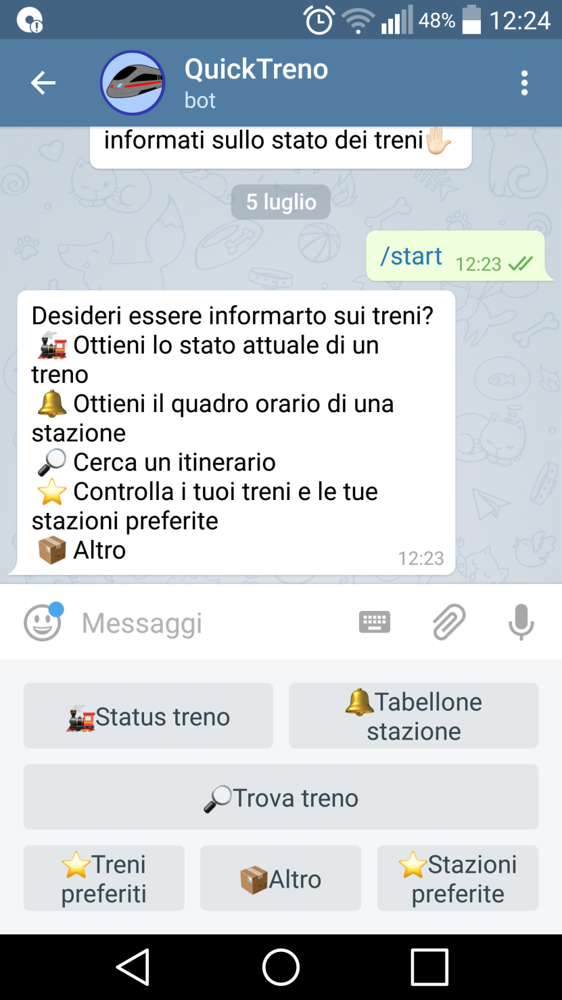 48% 12:24
QuickTreno
bot
informati sullo stato dei treni🖐🏻
5 luglio
/start 12:23
Desideri essere informarto sui treni?
🚂 Ottieni lo stato attuale di un
treno
🔔 Ottieni il quadro orario di una
stazione
🔎 Cerca un itinerario
⭐ Controlla i tuoi treni e le tue
stazioni preferite
📦 Altro
12:23
Messaggi
🚂Status treno
🔔Tabellone
stazione
🔎Trova treno
⭐Treni
preferiti
📦Altro
⭐Stazioni
preferite